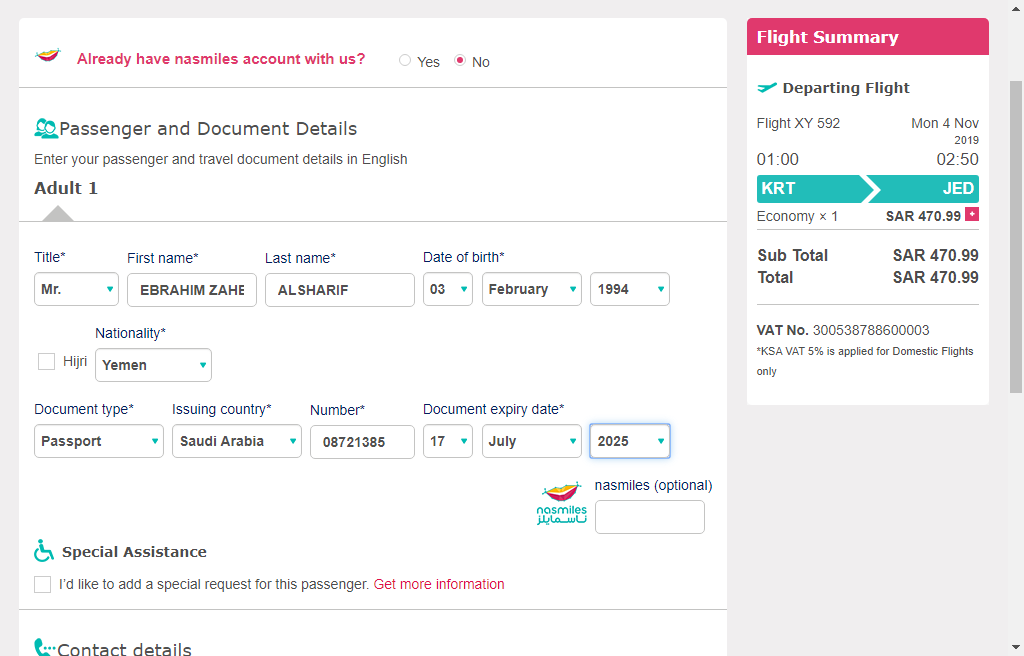 Already have nasmiles account with us? Yes No
Passenger and Document Details
Enter your passenger and travel document details in English
Adult 1
Title* First name* Last name* Date of birth*
Mr. EBRAHIM ZAHE ALSHARIF 03 February 1994
Nationality*
Hijri Yemen
Document type* Issuing country* Number* Document expiry date*
Passport Saudi Arabia 08721385 17 July 2025
nasmiles (optional)
nasmiles
ناسمايلز
Special Assistance
I'd like to add a special request for this passenger. Get more information
Contact details
Flight Summary
Departing Flight
Flight XY 592 Mon 4 Nov
2019
01:00 02:50
KRT JED
Economy × 1 SAR 470.99 +
Sub Total SAR 470.99
Total SAR 470.99
VAT No. 300538788600003
*KSA VAT 5% is applied for Domestic Flights
only